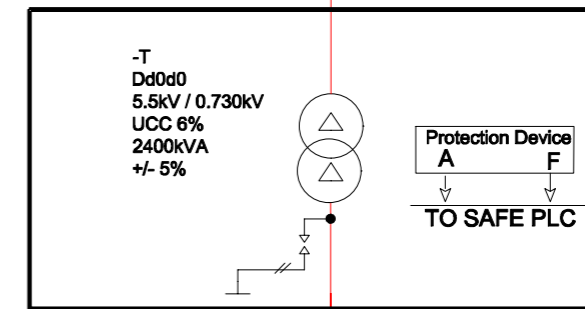 -T
Dd0d0
5.5kV / 0.730kV
UCC 6%
2400kVA
+/- 5%
Protection Device
A F
TO SAFE PLC